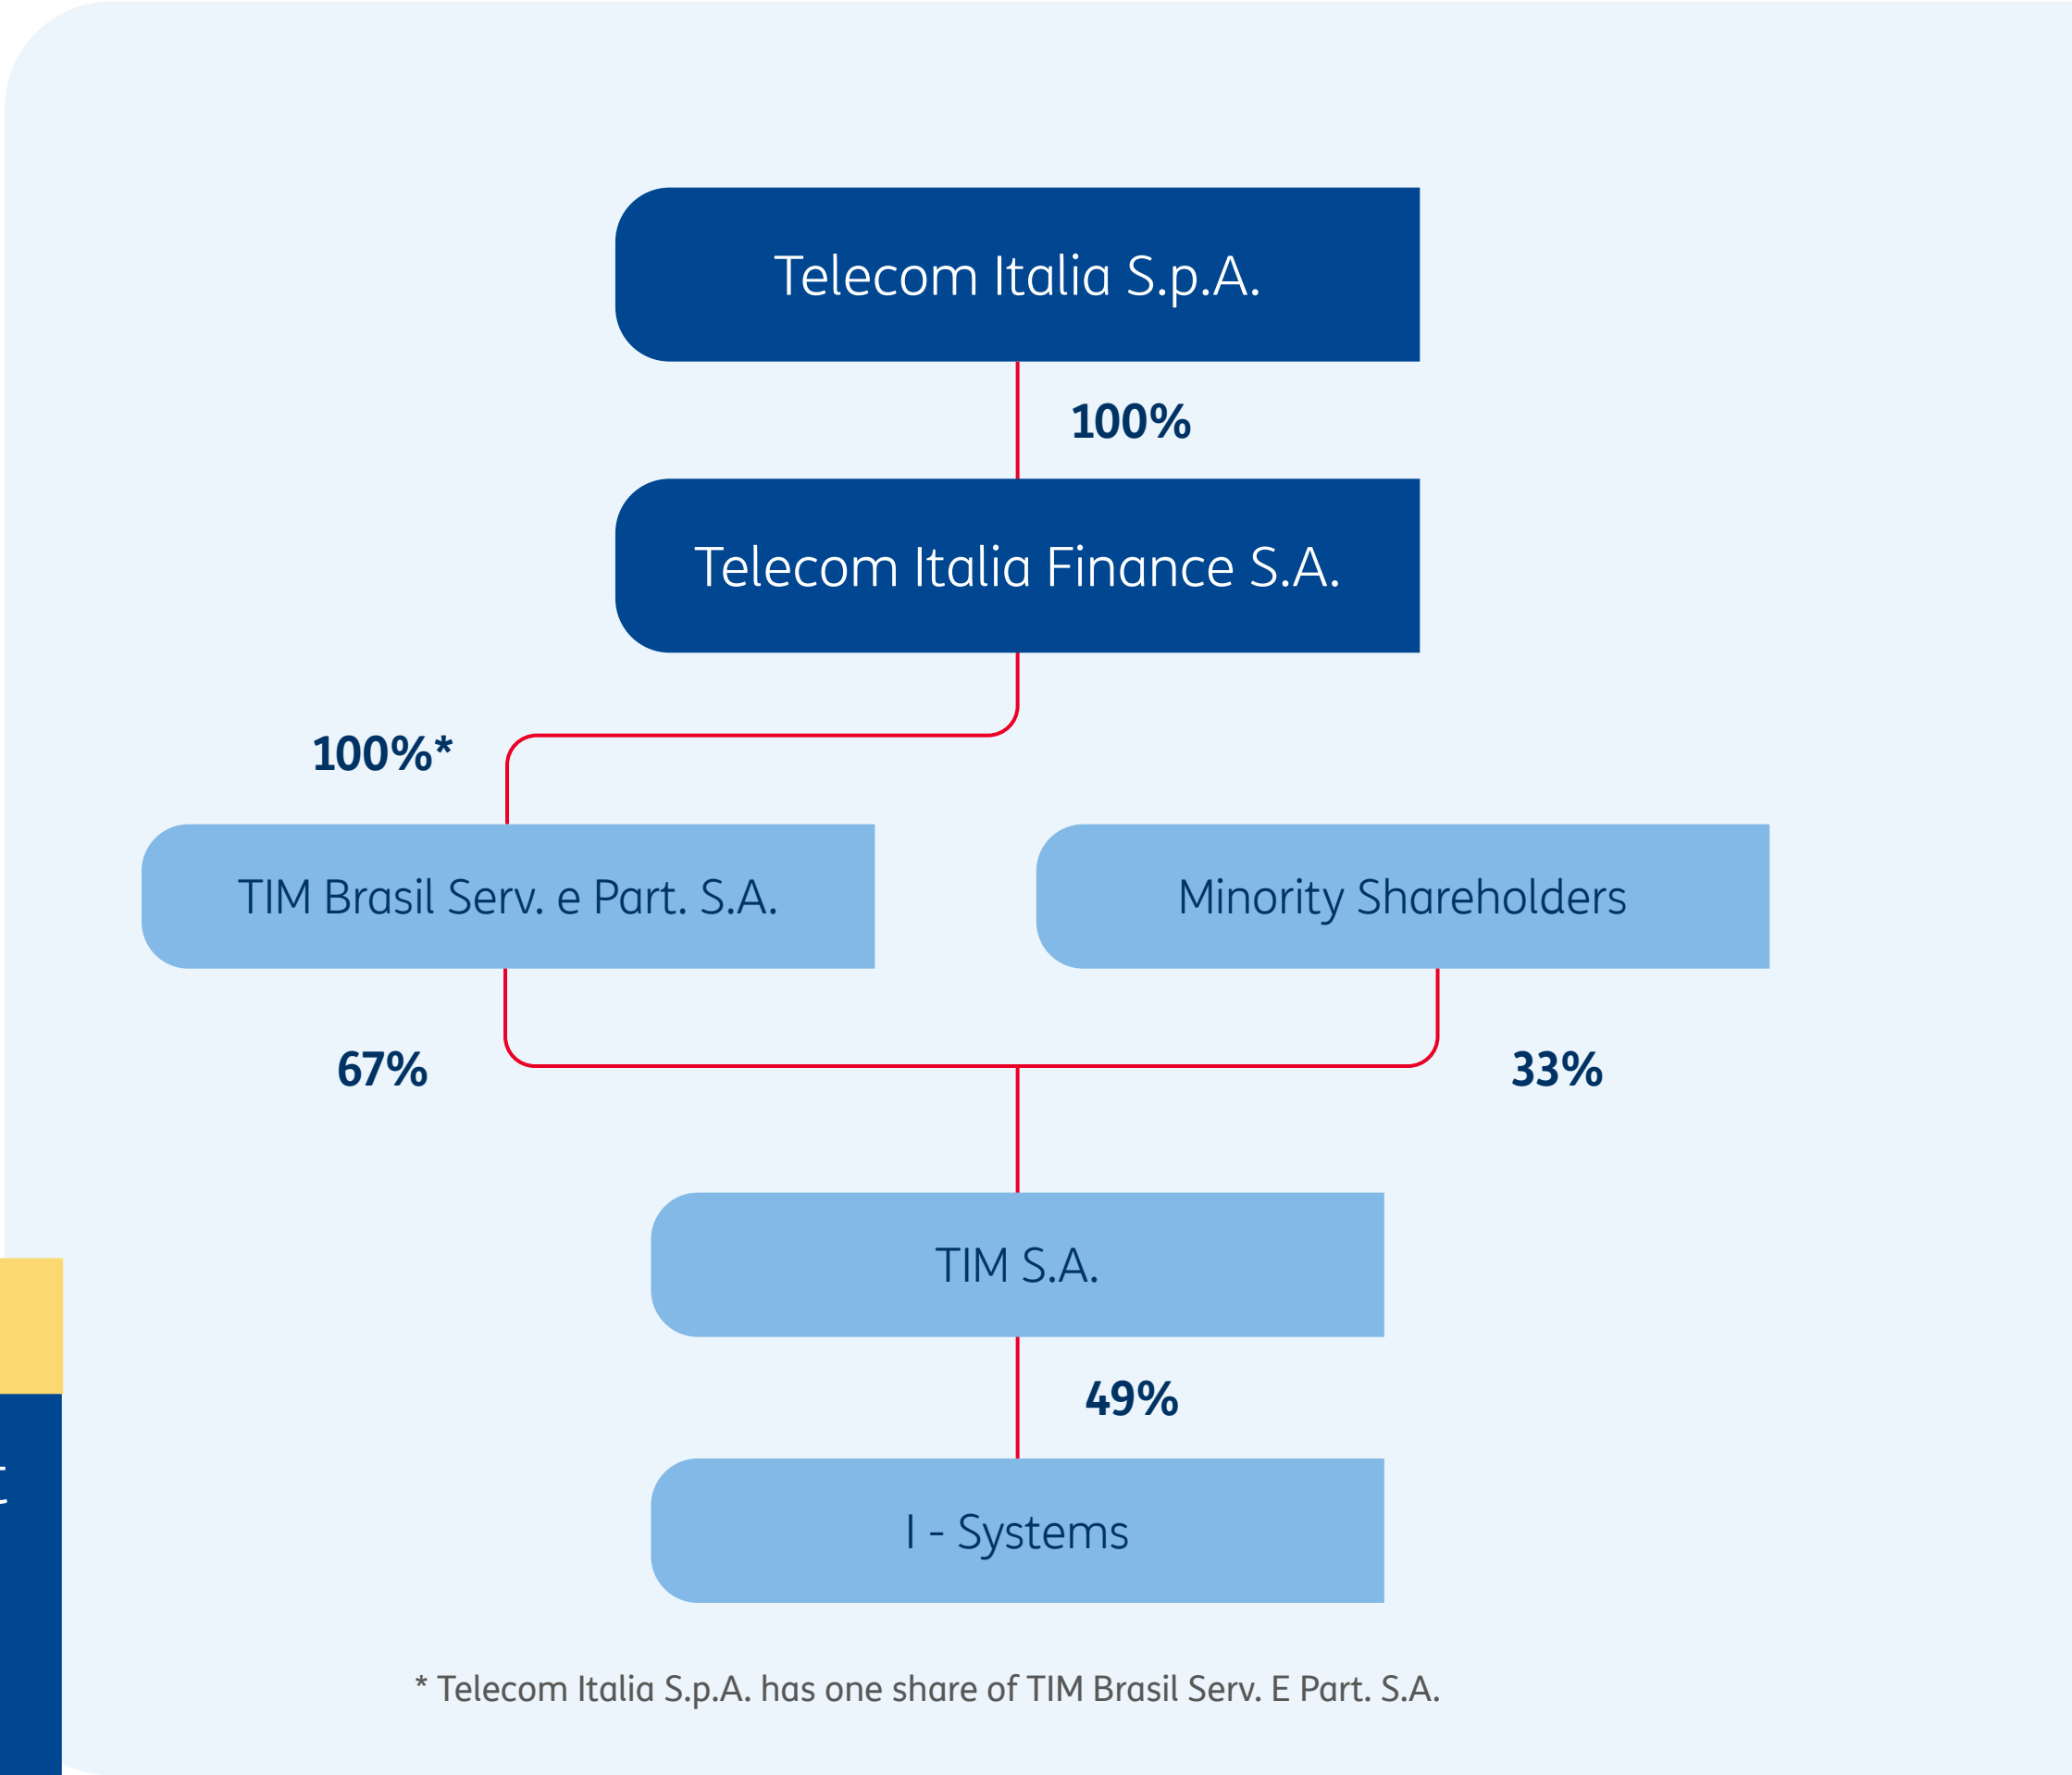 Telecom Italia S.p.A.
100%
Telecom Italia Finance S.A.
100%*
TIM Brasil Serv. e Part. S.A.
Minority Shareholders
67%
33%
TIM S.A.
49%
I - Systems
* Telecom Italia S.p.A. has one share of TIM Brasil Serv. E Part. S.A.